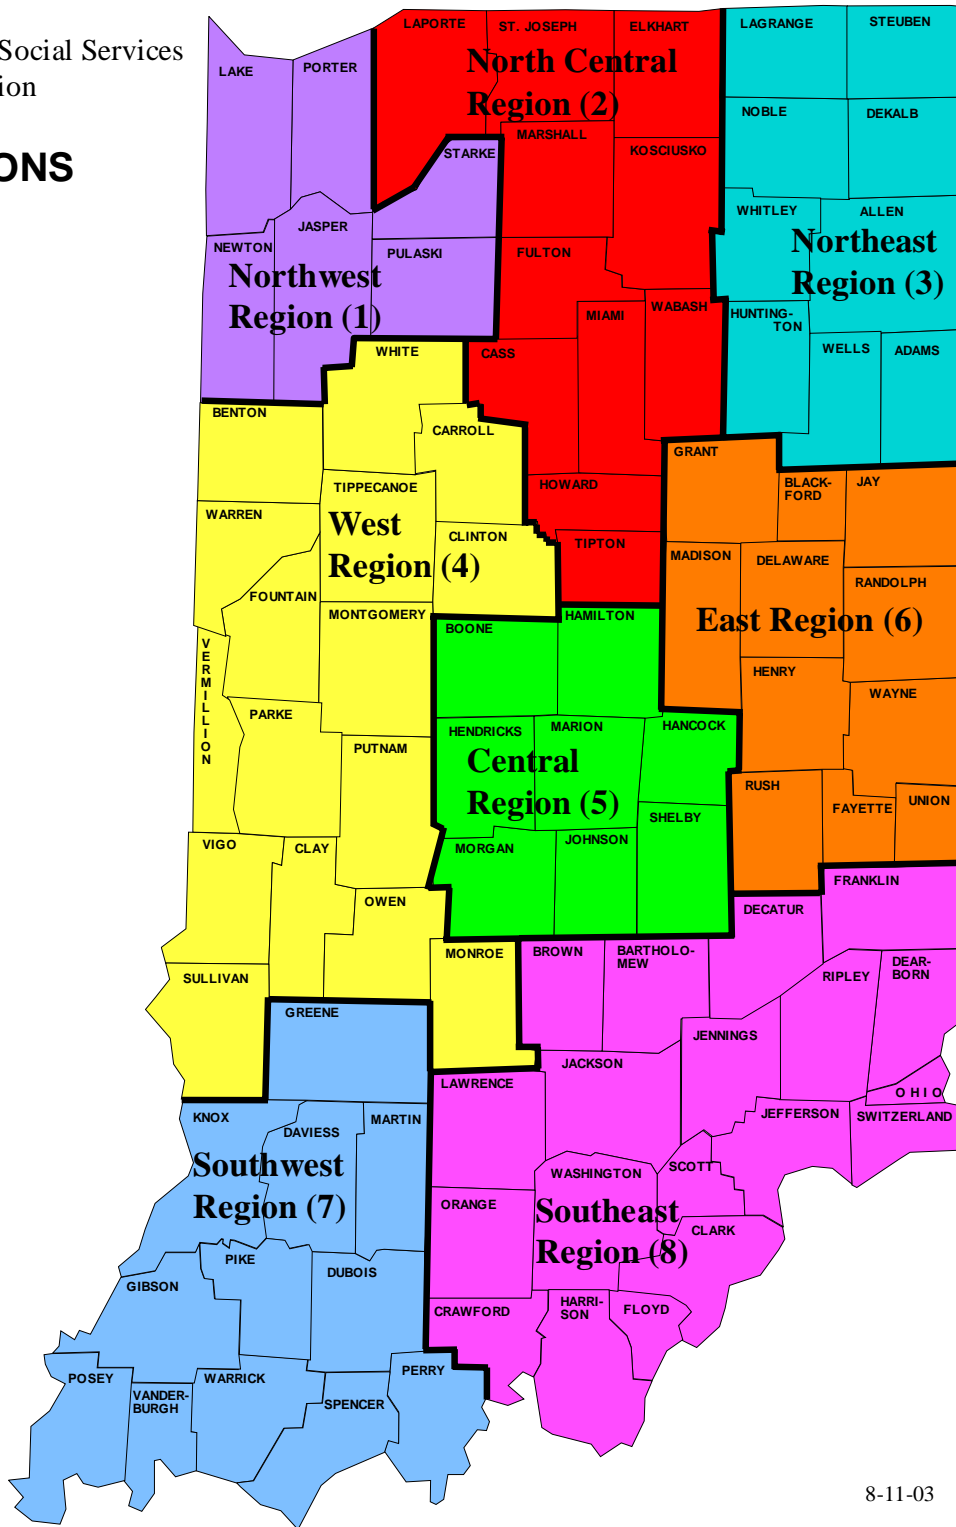 Social Services
ion
ONS
LAPORTE
ST. JOSEPH
ELKHART
LAGRANGE
STEUBEN
LAKE
PORTER
North Central
Region (2)
NOBLE
DEKALB
MARSHALL
STARKE
KOSCIUSKO
WHITLEY
ALLEN
JASPER
NEWTON
PULASKI
FULTON
Northeast
Region (3)
Northwest
Region (1)
MIAMI
WABASH
HUNTING-
TON
WHITE
CASS
WELLS
ADAMS
BENTON
CARROLL
GRANT
TIPPECANOE
HOWARD
BLACK-
FORD
JAY
WARREN
West
Region (4)
CLINTON
TIPTON
MADISON
DELAWARE
RANDOLPH
FOUNTAIN
MONTGOMERY
BOONE
HAMILTON
East Region (6)
VERMILLION
HENRY
WAYNE
PARKE
PUTNAM
HENDRICKS
MARION
HANCOCK
Central
Region (5)
RUSH
FAYETTE
UNION
SHELBY
VIGO
CLAY
MORGAN
JOHNSON
FRANKLIN
OWEN
DECATUR
MONROE
BROWN
BARTHOLO-
MEW
RIPLEY
DEAR-
BORN
SULLIVAN
GREENE
JENNINGS
JACKSON
LAWRENCE
OHIO
KNOX
DAVIESS
MARTIN
JEFFERSON
SWITZERLAND
Southwest
Region (7)
WASHINGTON
SCOTT
ORANGE
Southeast
Region (8)
CLARK
PIKE
DUBOIS
GIBSON
CRAWFORD
HARRI-
SON
FLOYD
POSEY
WARRICK
PERRY
VANDER-
BURGH
SPENCER
8-11-03